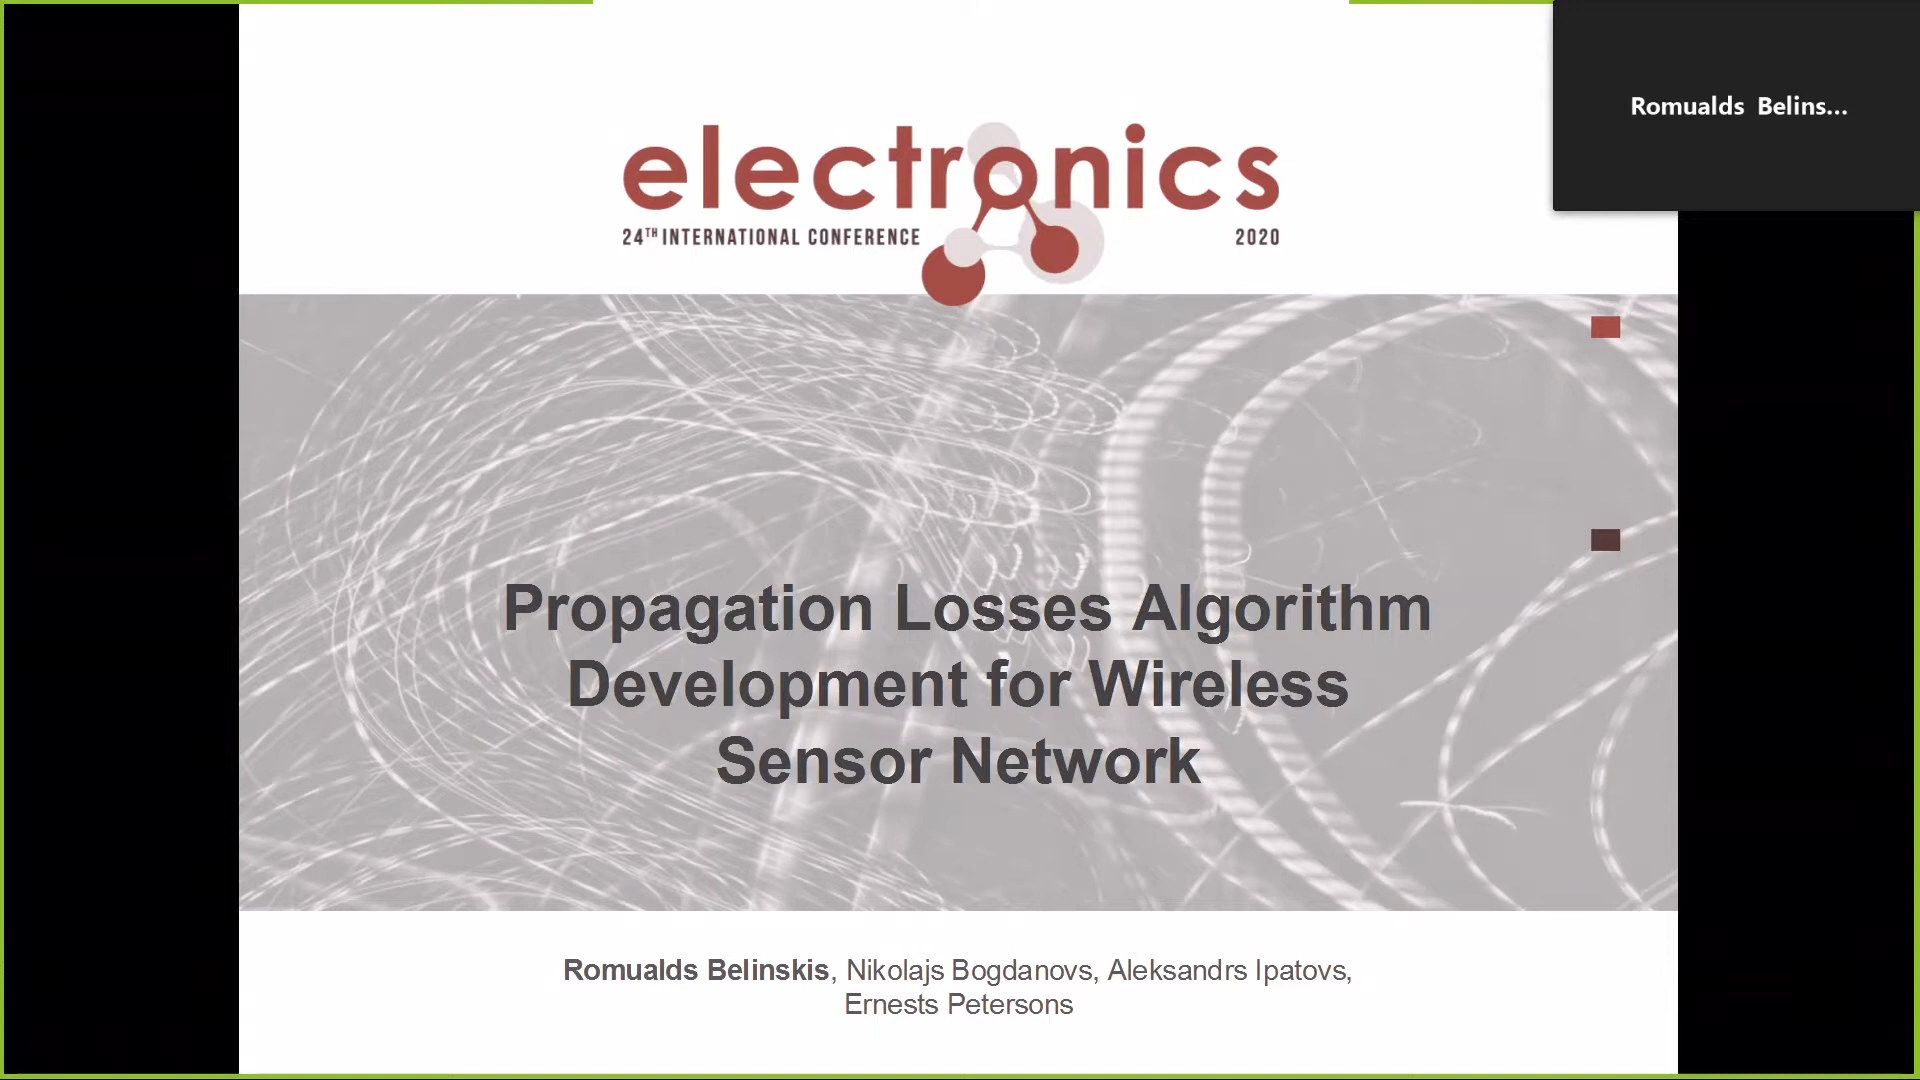 Romualds Belins...
electronics
24TH INTERNATIONAL CONFERENCE 2020
Propagation Losses Algorithm
Development for Wireless
Sensor Network
Romualds Belinskis, Nikolajs Bogdanovs, Aleksandrs Ipatovs,
Ernests Petersons